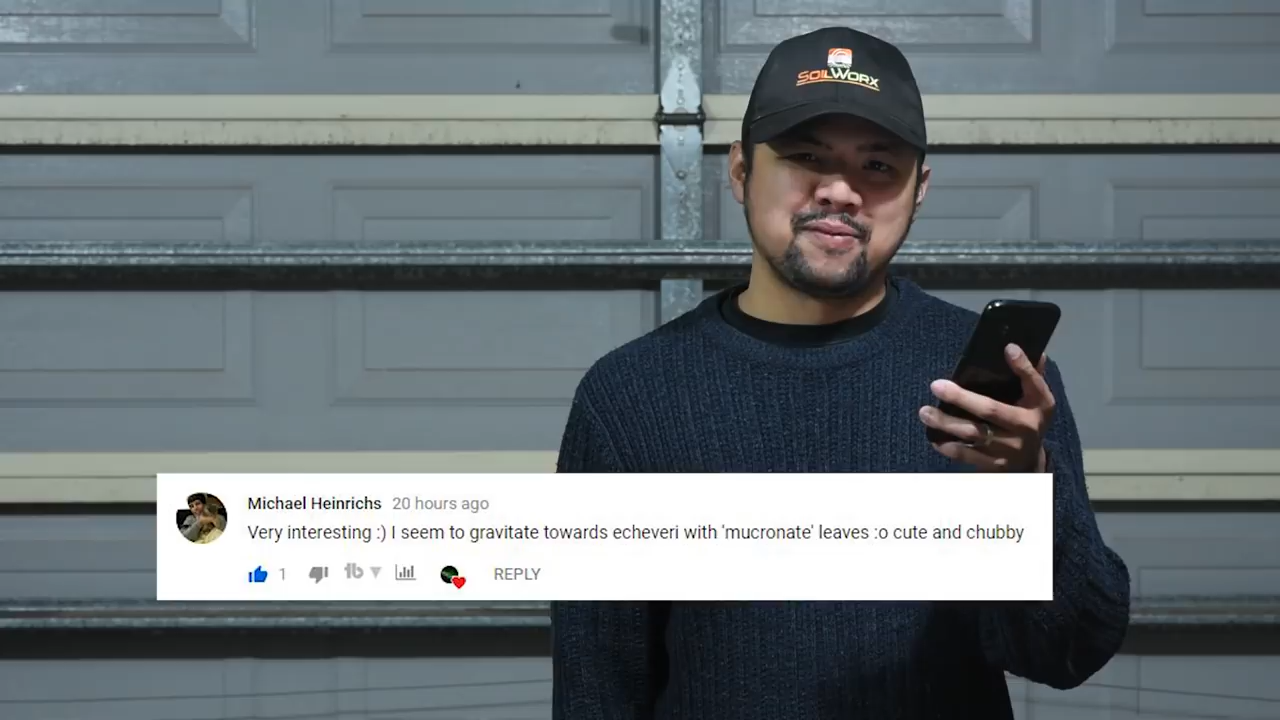 SOILWORX
Michael Heinrichs 20 hours ago
Very interesting :) I seem to gravitate towards echeveri with 'mucronate' leaves :o cute and chubby
1 REPLY